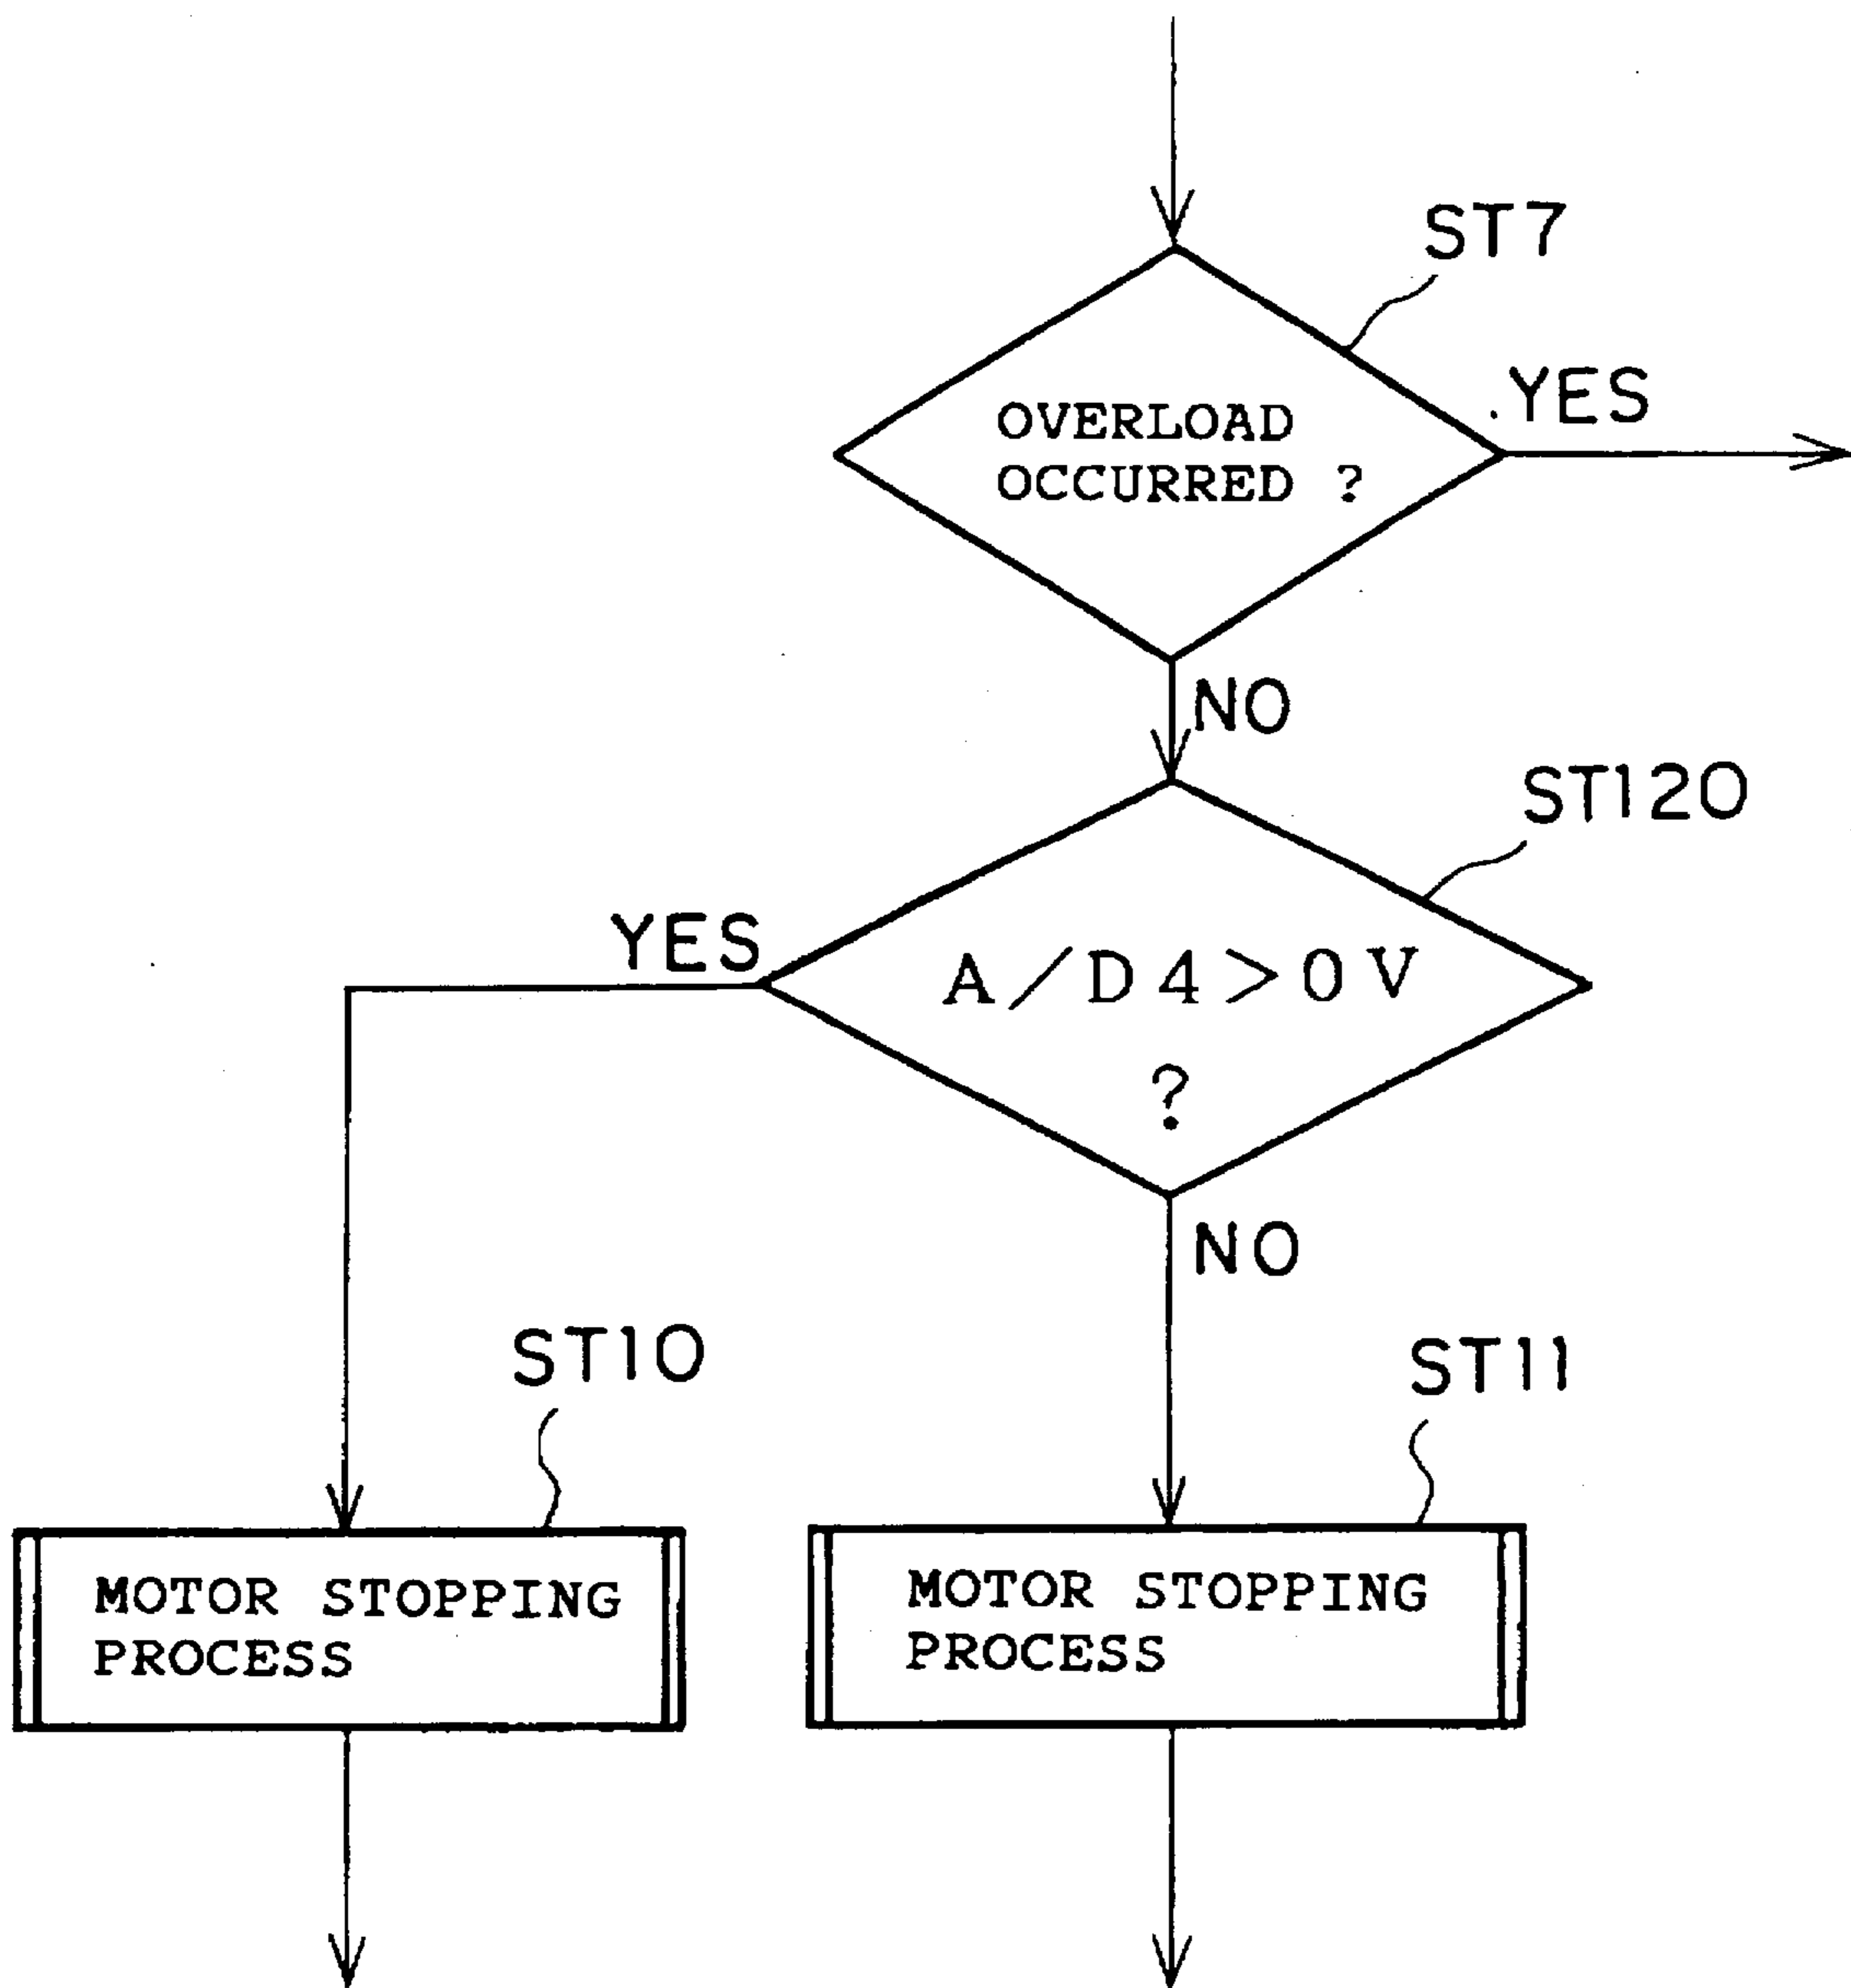 ST7
YES
OVERLOAD
OCCURRED ?
NO
ST120
YES
A/D4>0V
?
NO
ST10
ST11
MOTOR STOPPING
PROCESS
MOTOR STOPPING
PROCESS